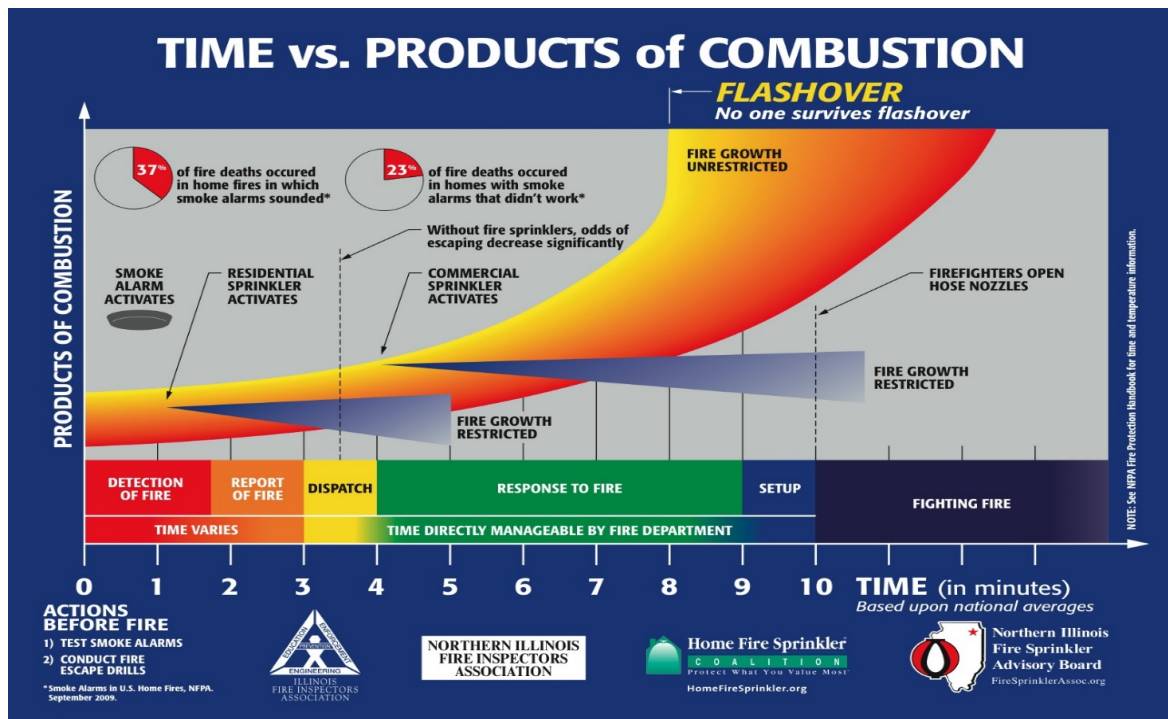 TIME vs. PRODUCTS of COMBUSTION
FLASHOVER
No one survives flashover
37%
of fire deaths occured
in home fires in which
smoke alarms sounded*
23%
of fire deaths occured
in homes with smoke
alarms that didn't work*
FIRE GROWTH
UNRESTRICTED
Without fire sprinklers, odds of
escaping decrease significantly
SMOKE
ALARM
ACTIVATES
RESIDENTIAL
SPRINKLER
ACTIVATES
COMMERCIAL
SPRINKLER
ACTIVATES
FIREFIGHTERS OPEN
HOSE NOZZLES
PRODUCTS OF COMBUSTION
FIRE GROWTH
RESTRICTED
FIRE GROWTH
RESTRICTED
NOTE: See NFPA Fire Protection Handbook for time and temperature information.
DETECTION
OF FIRE
REPORT
OF FIRE
DISPATCH
RESPONSE TO FIRE
SETUP
FIGHTING FIRE
TIME VARIES
TIME DIRECTLY MANAGEABLE BY FIRE DEPARTMENT
0 1 2 3 4 5 6 7 8 9 10 TIME (in minutes)
Based upon national averages
ACTIONS
BEFORE FIRE
1) TEST SMOKE ALARMS
2) CONDUCT FIRE
ESCAPE DRILLS
*Smoke Alarms in U.S. Home Fires, NFPA.
September 2009.
EDUCATION
ENFORCEMENT
PREVENTION
ENGINEERING
ILLINOIS
FIRE INSPECTORS
ASSOCIATION
NORTHERN ILLINOIS
FIRE INSPECTORS
ASSOCIATION
Home Fire Sprinkler
COALITION
Protect What You Value Most
HomeFireSprinkler.org
Northern Illinois
Fire Sprinkler
Advisory Board
FireSprinklerAssoc.org